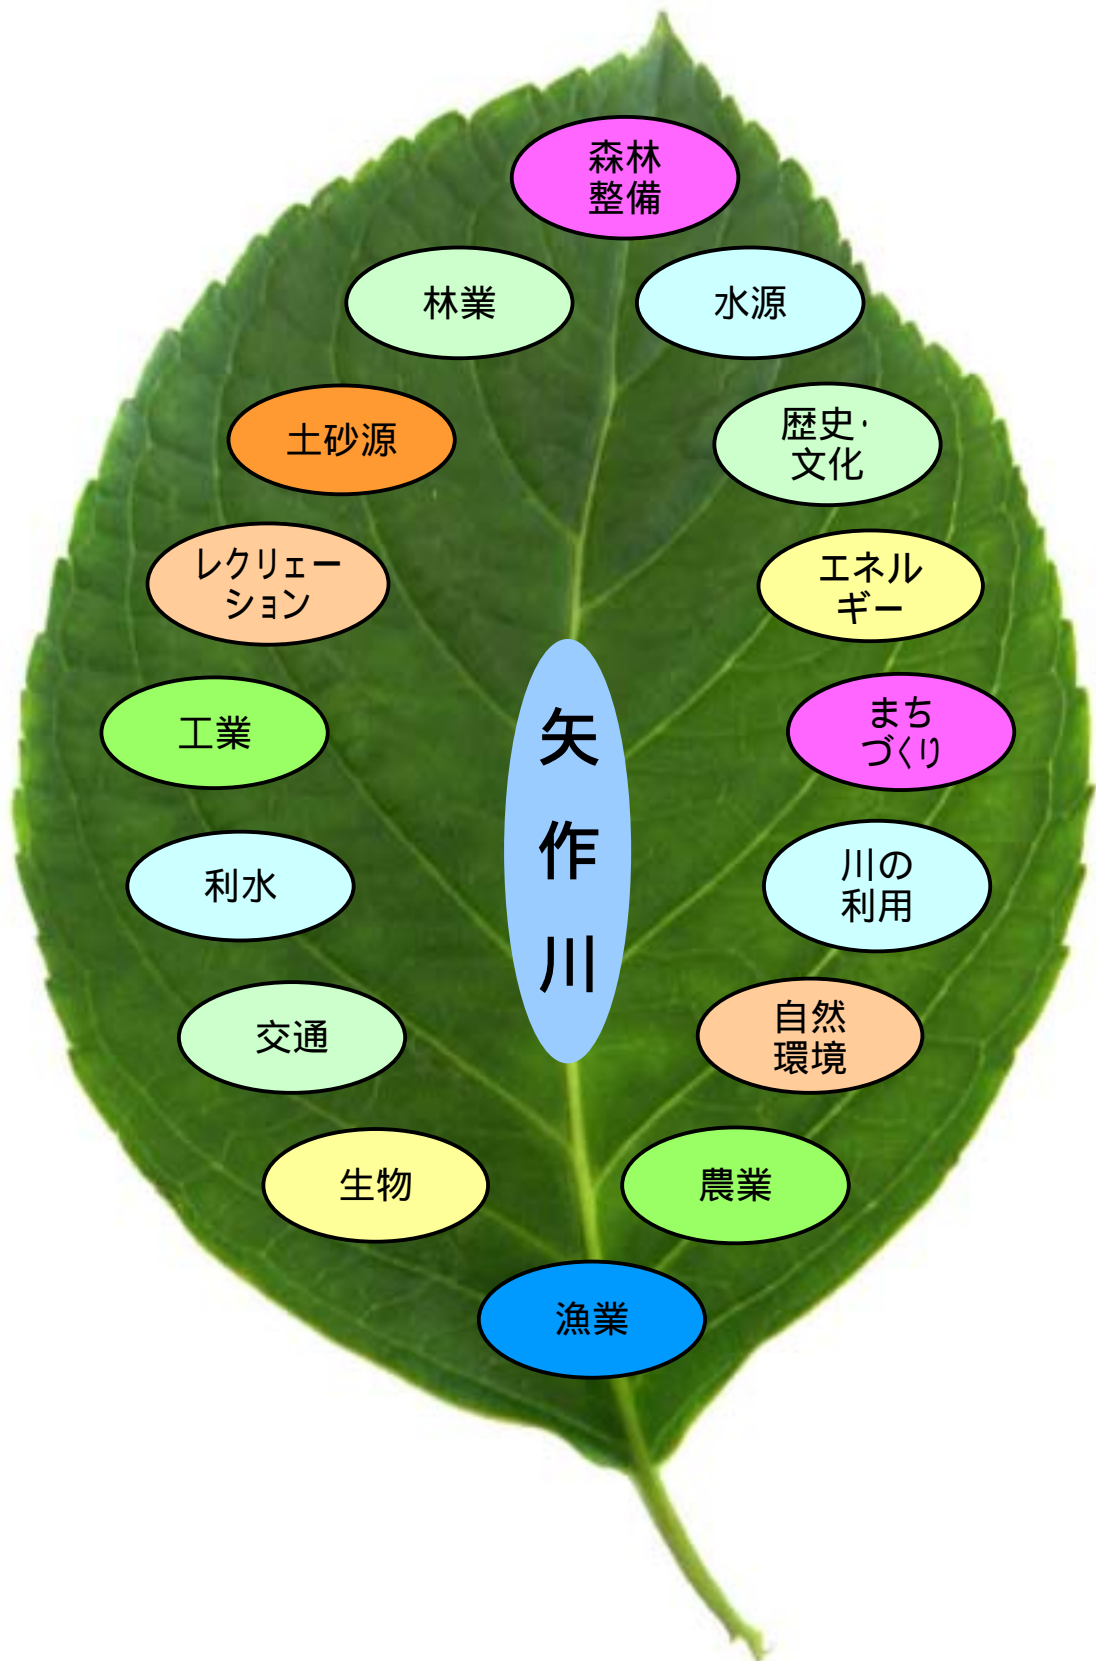 森林
整備
林業
水源
土砂源
歴史・
文化
レクリェー
ション
エネル
ギー
工業
まち
づくり
矢
作
川
利水
川の
利用
交通
自然
環境
生物
農業
漁業